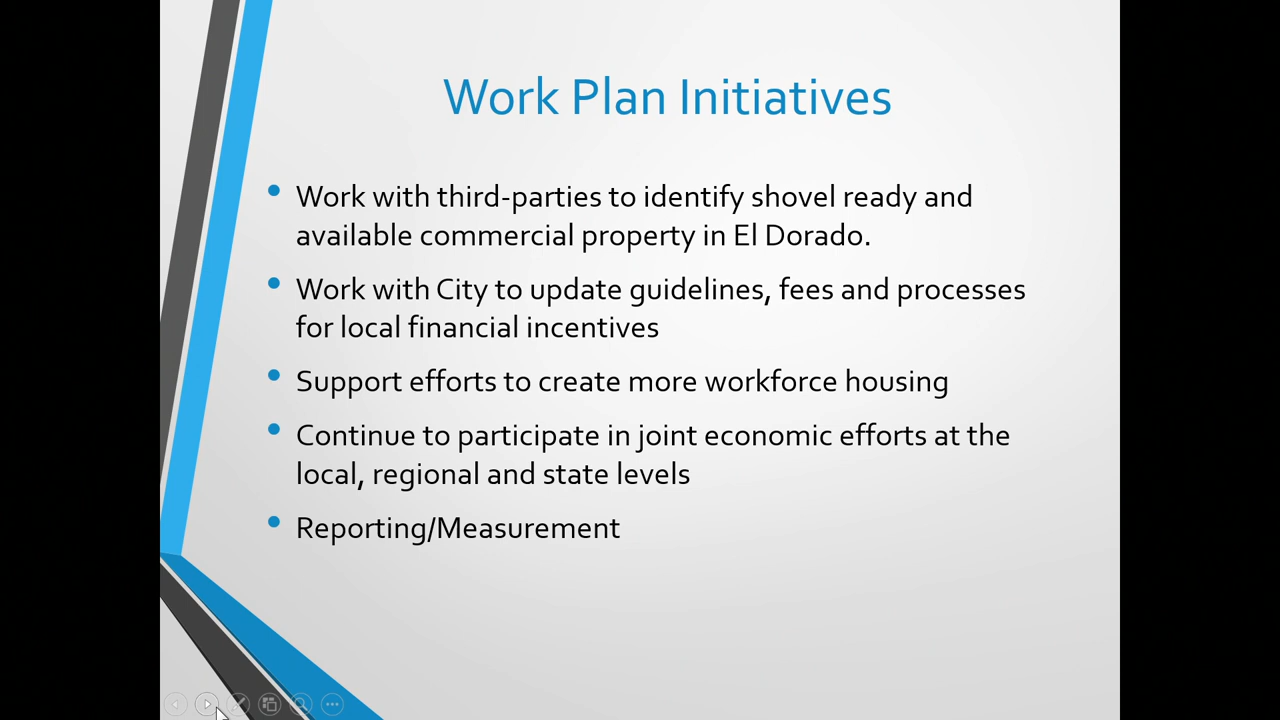 Work Plan Initiatives
Work with third-parties to identify shovel ready and
available commercial property in El Dorado.
Work with City to update guidelines, fees and processes
for local financial incentives
Support efforts to create more workforce housing
Continue to participate in joint economic efforts at the
local, regional and state levels
Reporting/Measurement